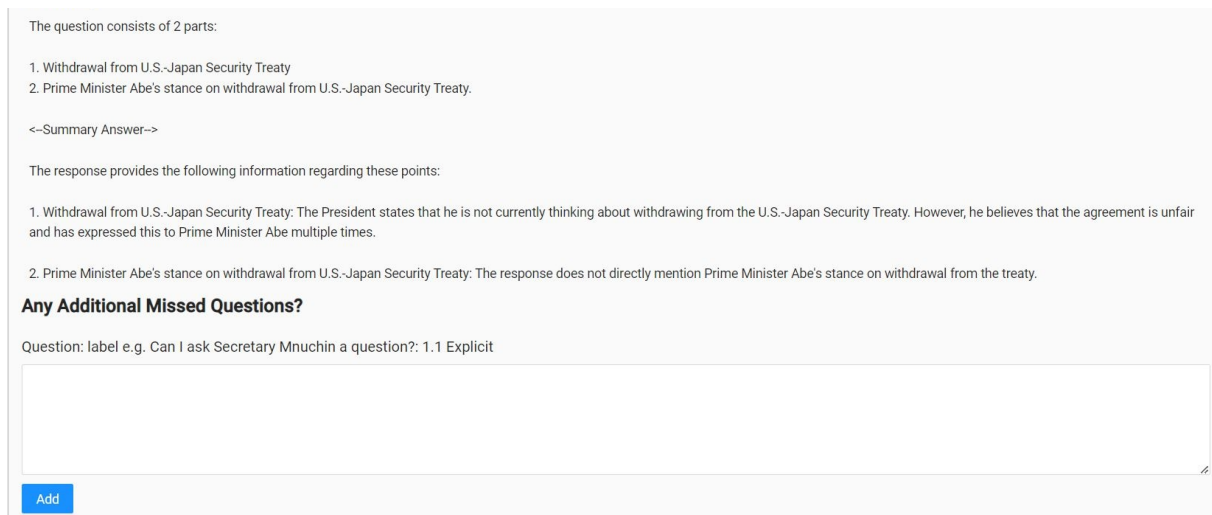 The question consists of 2 parts:
1. Withdrawal from U.S.-Japan Security Treaty
2. Prime Minister Abe's stance on withdrawal from U.S.-Japan Security Treaty.
<--Summary Answer-->
The response provides the following information regarding these points:
1. Withdrawal from U.S.-Japan Security Treaty: The President states that he is not currently thinking about withdrawing from the U.S.-Japan Security Treaty. However, he believes that the agreement is unfair
and has expressed this to Prime Minister Abe multiple times.
2. Prime Minister Abe's stance on withdrawal from U.S.-Japan Security Treaty: The response does not directly mention Prime Minister Abe's stance on withdrawal from the treaty.
Any Additional Missed Questions?
Question: label e.g. Can I ask Secretary Mnuchin a question?: 1.1 Explicit
Add